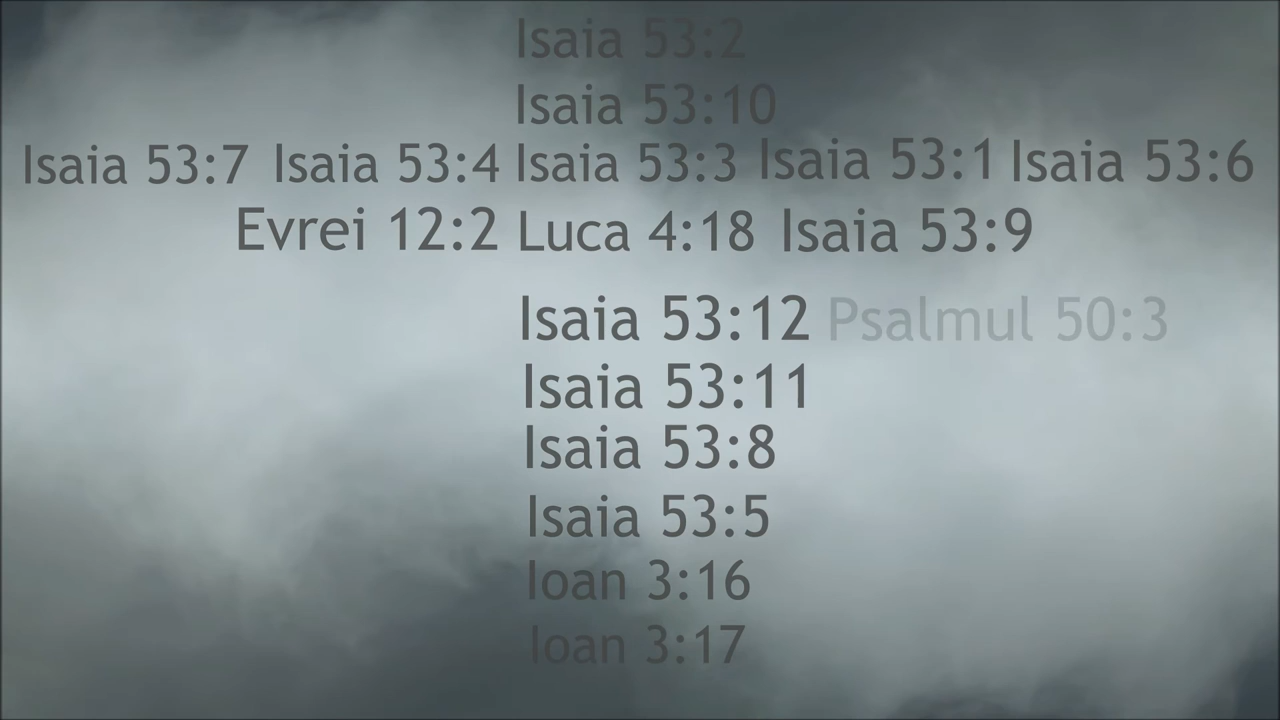 Isaia 53:2
Isaia 53:10
Isaia 53:7 Isaia 53:4 Isaia 53:3 Isaia 53:1 Isaia 53:6
Evrei 12:2 Luca 4:18 Isaia 53:9
Isaia 53:12 Psalmul 50:3
Isaia 53:11
Isaia 53:8
Isaia 53:5
Ioan 3:16
Ioan 3:17